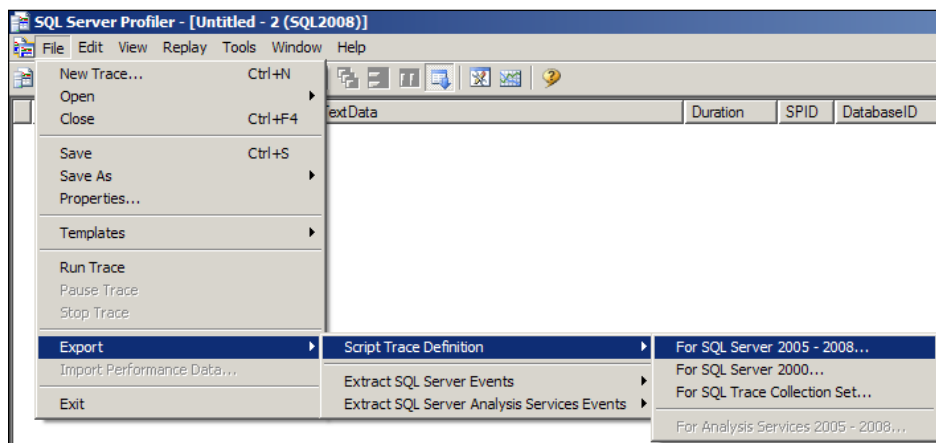 SQL Server Profiler - [Untitled - 2 (SQL2008)]
File Edit View Replay Tools Window Help
New Trace... Ctrl+N
Open
Close Ctrl+F4
Save Ctrl+S
Save As
Properties...
Templates
Run Trace
Pause Trace
Stop Trace
Export
Import Performance Data...
Exit
TextData Duration SPID DatabaseID
Script Trace Definition
Extract SQL Server Events
Extract SQL Server Analysis Services Events
For SQL Server 2005 - 2008...
For SQL Server 2000...
For SQL Trace Collection Set...
For Analysis Services 2005 - 2008...